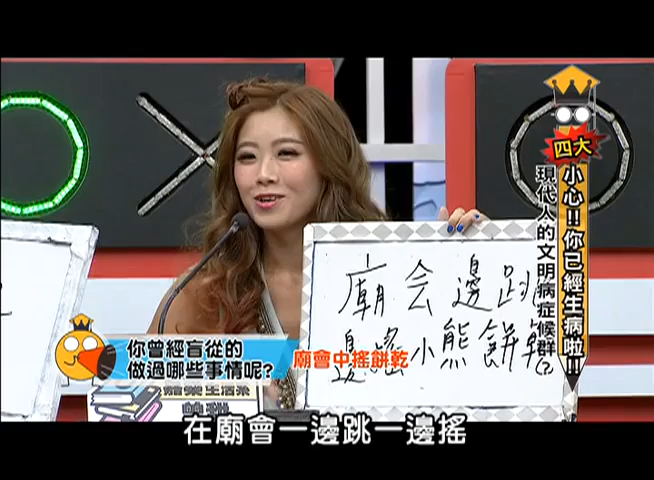 四大
小心!!你已經生病啦!!
現代人的文明病症候群(?)
廟会邊跳
邊搖小熊餅乾
你曾經盲從的
做過哪些事情呢?
廟會中搖餅乾
生活系
在廟會一邊跳一邊搖